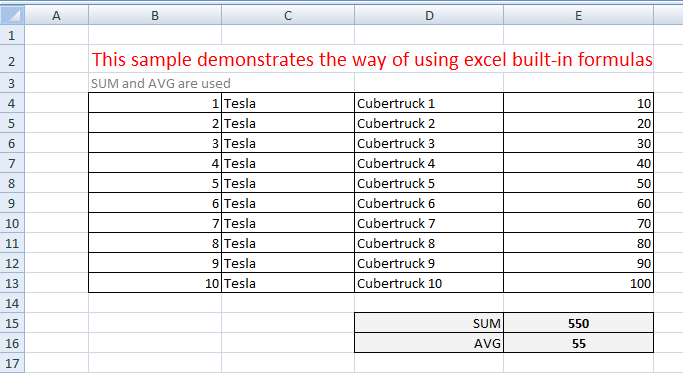 A B C D E
1
2 This sample demonstrates the way of using excel built-in formulas
3 SUM and AVG are used
4 1 Tesla Cubertruck 1 10
5 2 Tesla Cubertruck 2 20
6 3 Tesla Cubertruck 3 30
7 4 Tesla Cubertruck 4 40
8 5 Tesla Cubertruck 5 50
9 6 Tesla Cubertruck 6 60
10 7 Tesla Cubertruck 7 70
11 8 Tesla Cubertruck 8 80
12 9 Tesla Cubertruck 9 90
13 10 Tesla Cubertruck 10 100
14
15 SUM 550
16 AVG 55
17